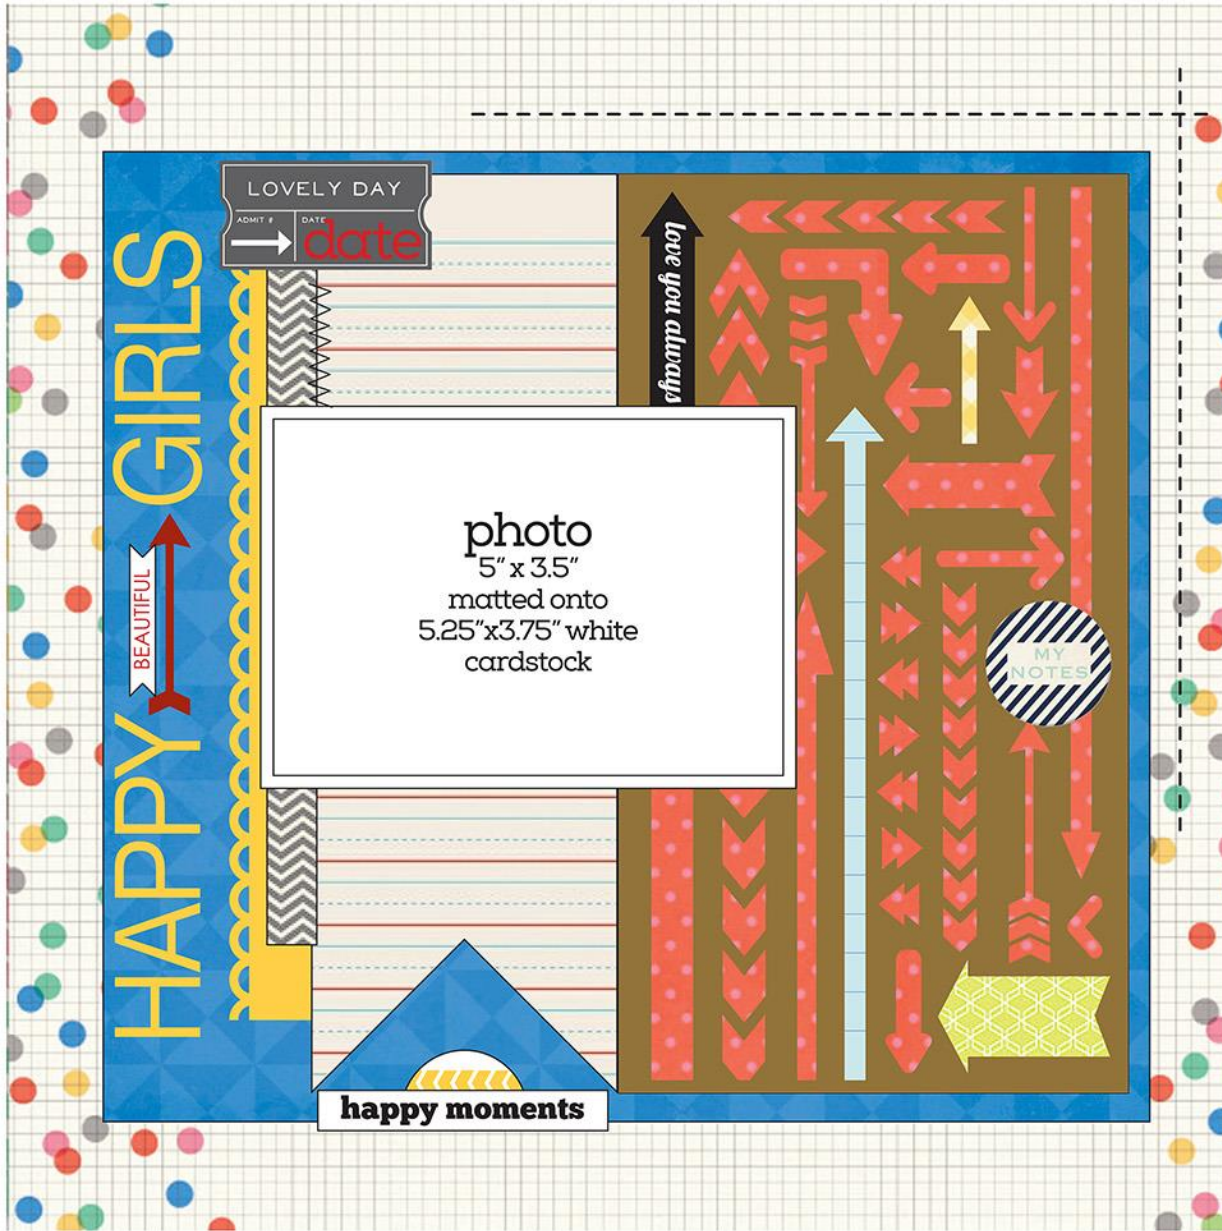 LOVELY DAY
ADMIT #
DATE
date
love you always
HAPPY GIRLS
BEAUTIFUL
photo
5" x 3.5"
matted onto
5.25"x3.75" white
cardstock
MY
NOTES
happy moments